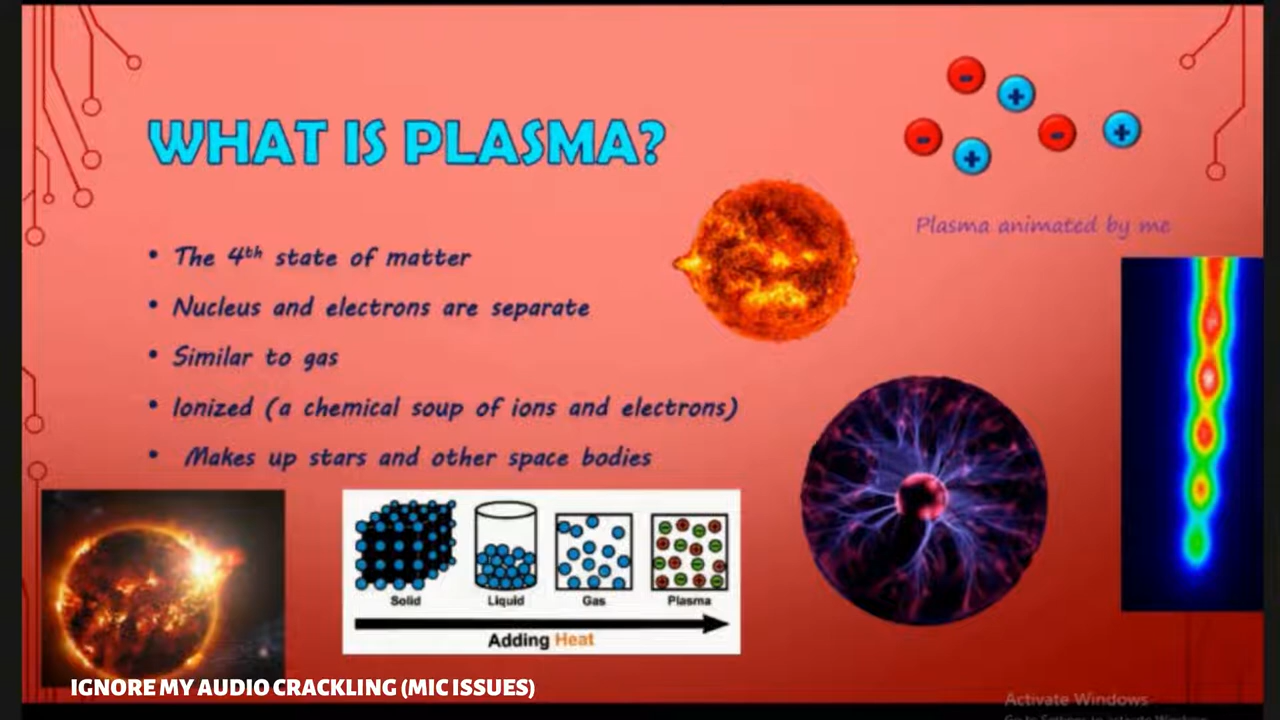 WHAT IS PLASMA?
Plasma animated by me
• The 4th state of matter
• Nucleus and electrons are separate
• Similar to gas
• Ionized (a chemical soup of ions and electrons)
• Makes up stars and other space bodies
Solid Liquid Gas Plasma
Adding Heat
IGNORE MY AUDIO CRACKLING (MIC ISSUES)
Activate Windows